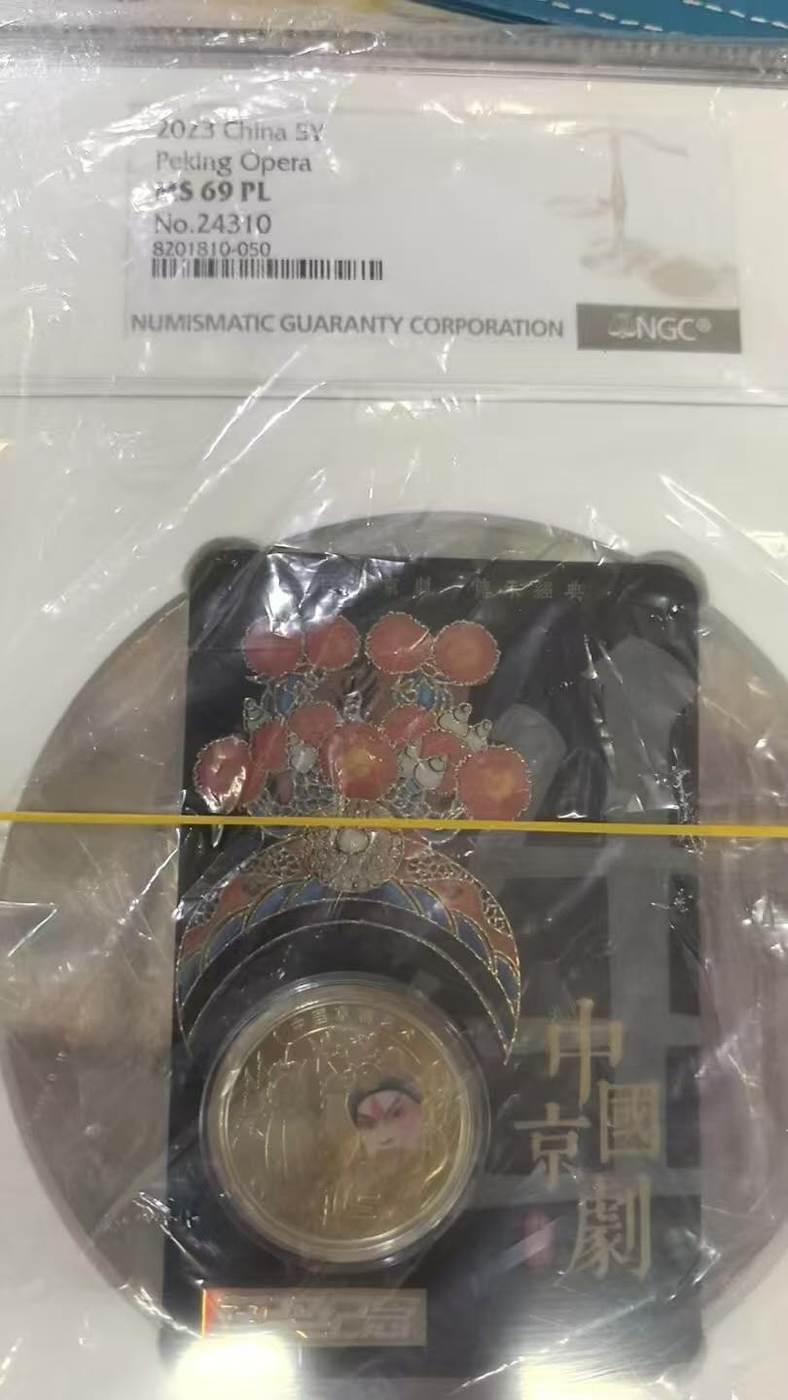 2023 China 5Y
Peking Opera
MS 69 PL
No.24310
8201810-050
NUMISMATIC GUARANTY CORPORATION
NGC®
中國
京劇